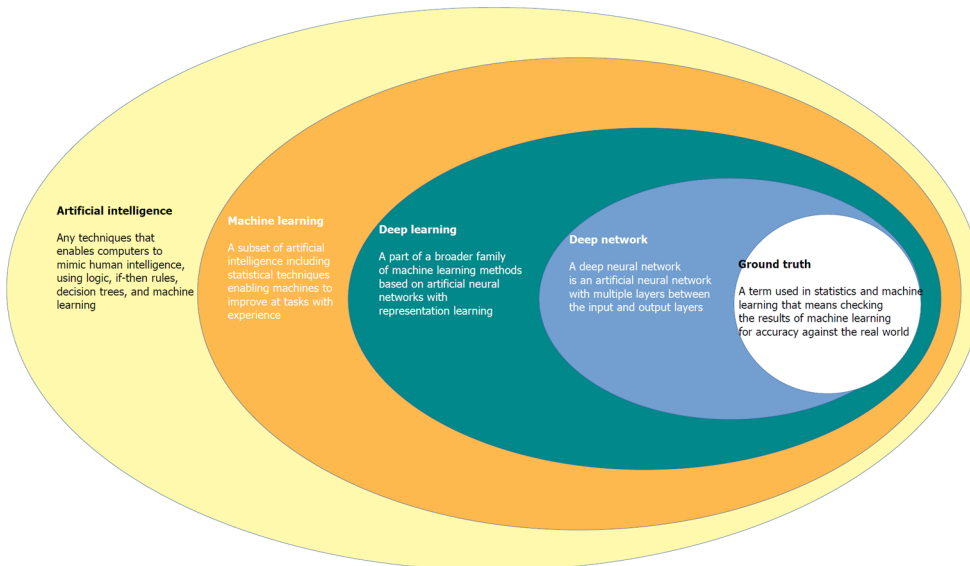 Artificial intelligence
Any techniques that
enables computers to
mimic human intelligence,
using logic, if-then rules,
decision trees, and machine
learning
Machine learning
A subset of artificial
intelligence including
statistical techniques
enabling machines to
improve at tasks with
experience
Deep learning
A part of a broader family
of machine learning methods
based on artificial neural
networks with
representation learning
Deep network
A deep neural network
is an artificial neural network
with multiple layers between
the input and output layers
Ground truth
A term used in statistics and machine
learning that means checking
the results of machine learning
for accuracy against the real world